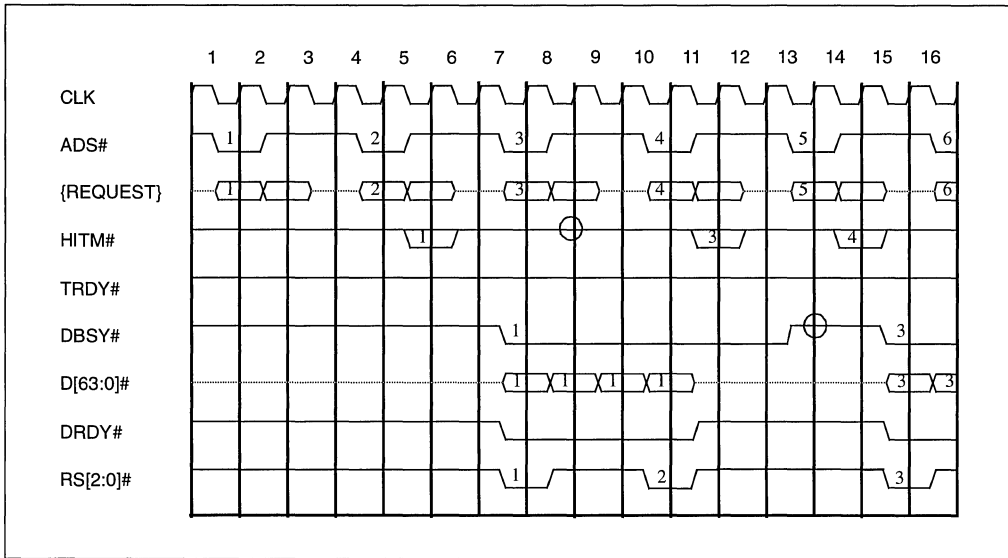 1 2 3 4 5 6 7 8 9 10 11 12 13 14 15 16
CLK
ADS# 1 2 3 4 5 6
{REQUEST} 1 2 3 4 5 6
HITM# 1 3 4
TRDY#
DBSY# 1 3
D[63:0]# 1 1 1 1 3 3
DRDY#
RS[2:0]# 1 2 3